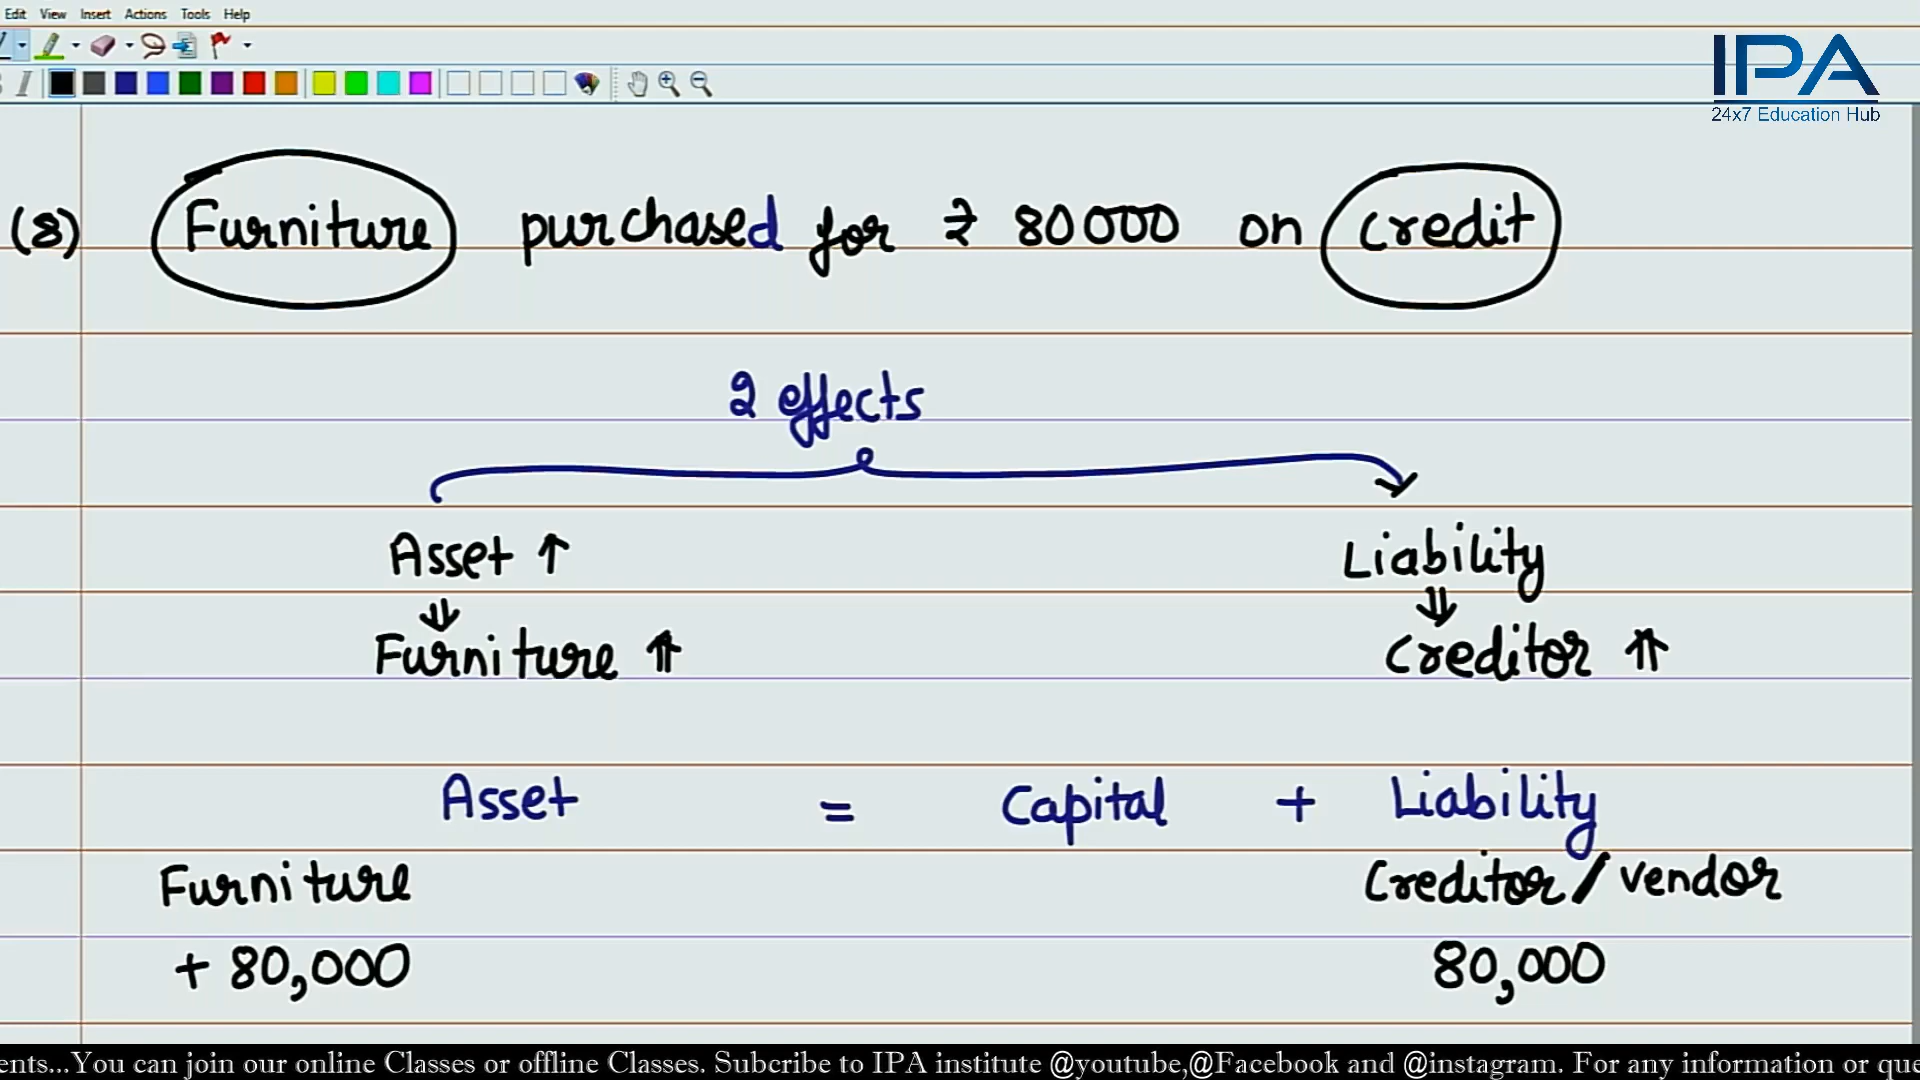 Edit View Insert Actions Tools Help
IPA
24x7 Education Hub
(8) Furniture purchased for ₹ 80000 on credit
2 effects
Asset ↑ Liability
⇓ ⇓
Furniture ⇑ Creditor ⇑
Asset = Capital + Liability
Furniture Creditor/vendor
+ 80,000 80,000
ents...You can join our online Classes or offline Classes. Subcribe to IPA institute @youtube,@Facebook and @instagram. For any information or que